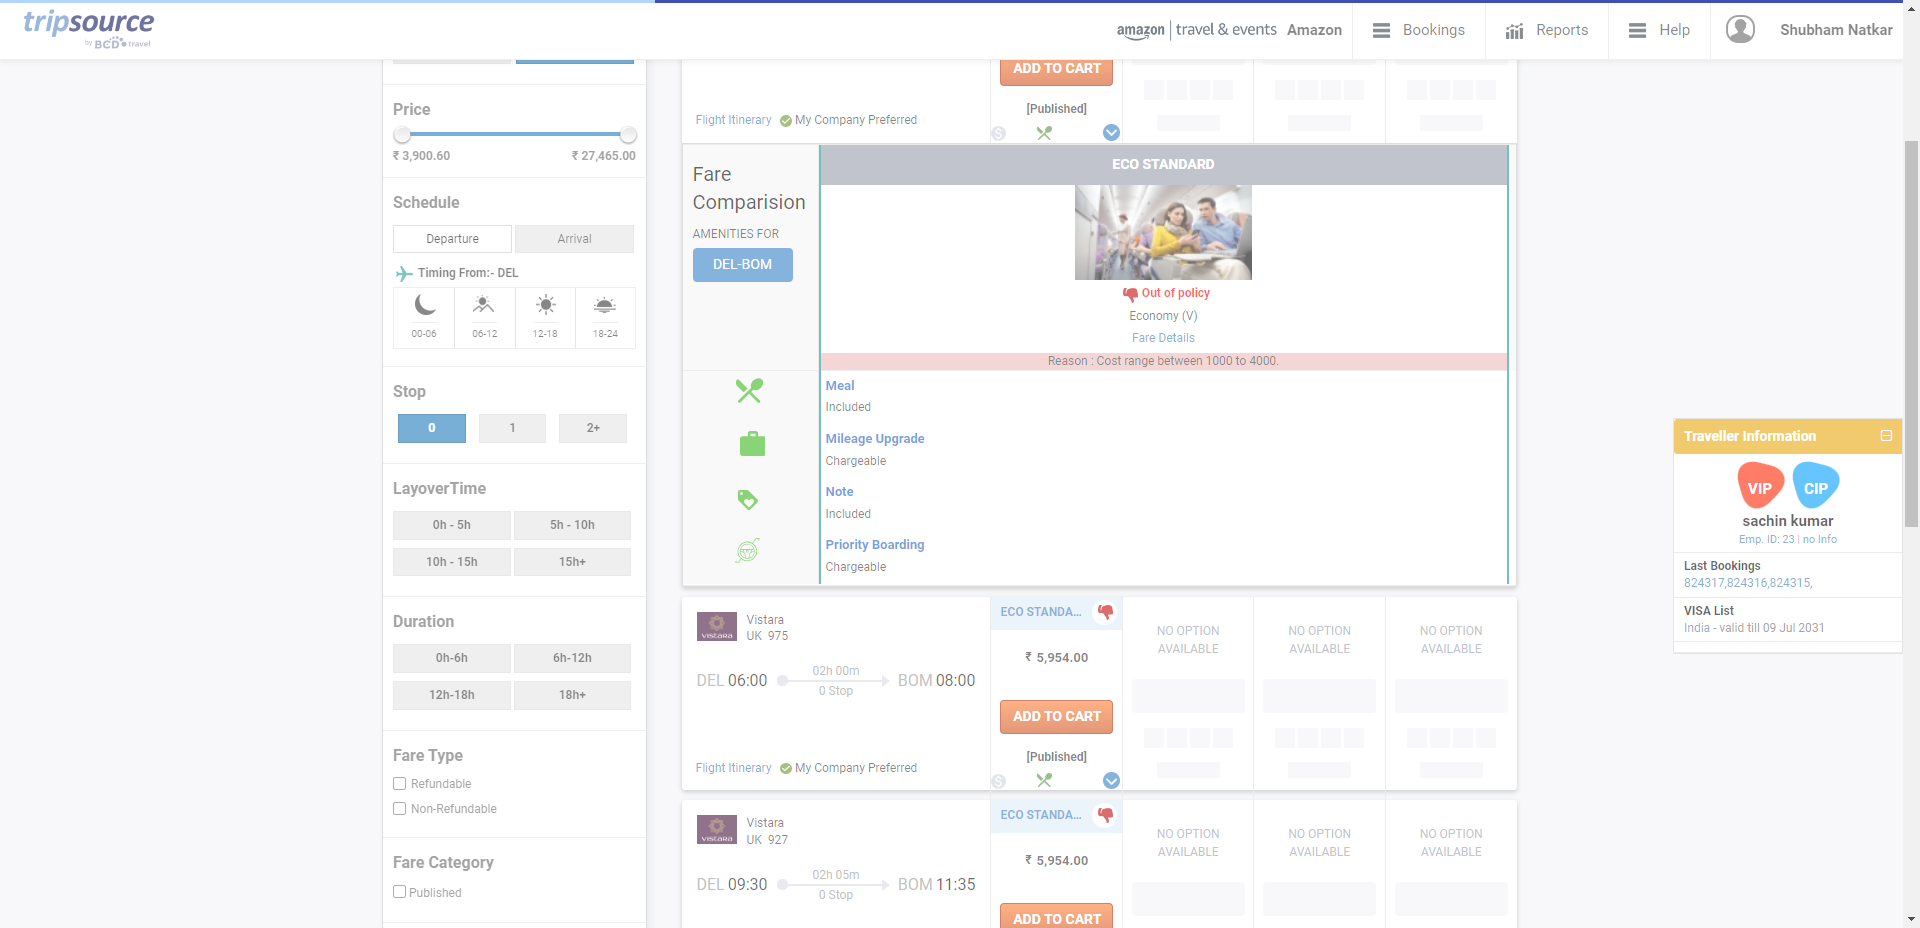 tripsource
by BCD travel
amazon | travel & events Amazon
Bookings
Reports
Help
Shubham Natkar
Price
₹ 3,900.60 ₹ 27,465.00
Schedule
Departure Arrival
Timing From:- DEL
00-06 06-12 12-18 18-24
Stop
0 1 2+
LayoverTime
0h - 5h 5h - 10h
10h - 15h 15h+
Duration
0h-6h 6h-12h
12h-18h 18h+
Fare Type
Refundable
Non-Refundable
Fare Category
Published
ADD TO CART
[Published]
Flight Itinerary My Company Preferred
Fare
Comparision
AMENITIES FOR
DEL-BOM
ECO STANDARD
Out of policy
Economy (V)
Fare Details
Reason : Cost range between 1000 to 4000.
Meal
Included
Mileage Upgrade
Chargeable
Note
Included
Priority Boarding
Chargeable
VISTARA
Vistara
UK 975
DEL 06:00
02h 00m
0 Stop
BOM 08:00
Flight Itinerary My Company Preferred
ECO STANDA...
₹ 5,954.00
ADD TO CART
[Published]
NO OPTION
AVAILABLE
NO OPTION
AVAILABLE
NO OPTION
AVAILABLE
VISTARA
Vistara
UK 927
DEL 09:30
02h 05m
0 Stop
BOM 11:35
ECO STANDA...
₹ 5,954.00
ADD TO CART
NO OPTION
AVAILABLE
NO OPTION
AVAILABLE
NO OPTION
AVAILABLE
Traveller Information
VIP CIP
sachin kumar
Emp. ID: 23 | no Info
Last Bookings
824317,824316,824315,
VISA List
India - valid till 09 Jul 2031